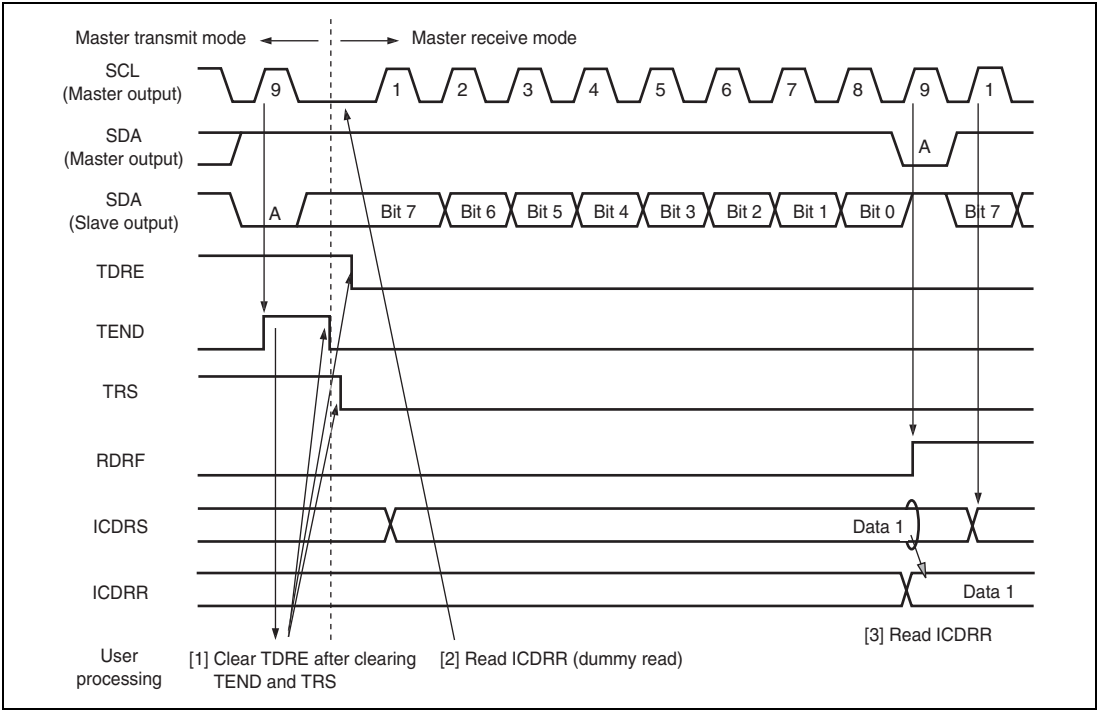 Master transmit mode
Master receive mode
SCL
(Master output)
9
1
2
3
4
5
6
7
8
9
1
SDA
(Master output)
A
SDA
(Slave output)
A
Bit 7
Bit 6
Bit 5
Bit 4
Bit 3
Bit 2
Bit 1
Bit 0
Bit 7
TDRE
TEND
TRS
RDRF
ICDRS
Data 1
ICDRR
Data 1
User
processing
[1] Clear TDRE after clearing
TEND and TRS
[2] Read ICDRR (dummy read)
[3] Read ICDRR